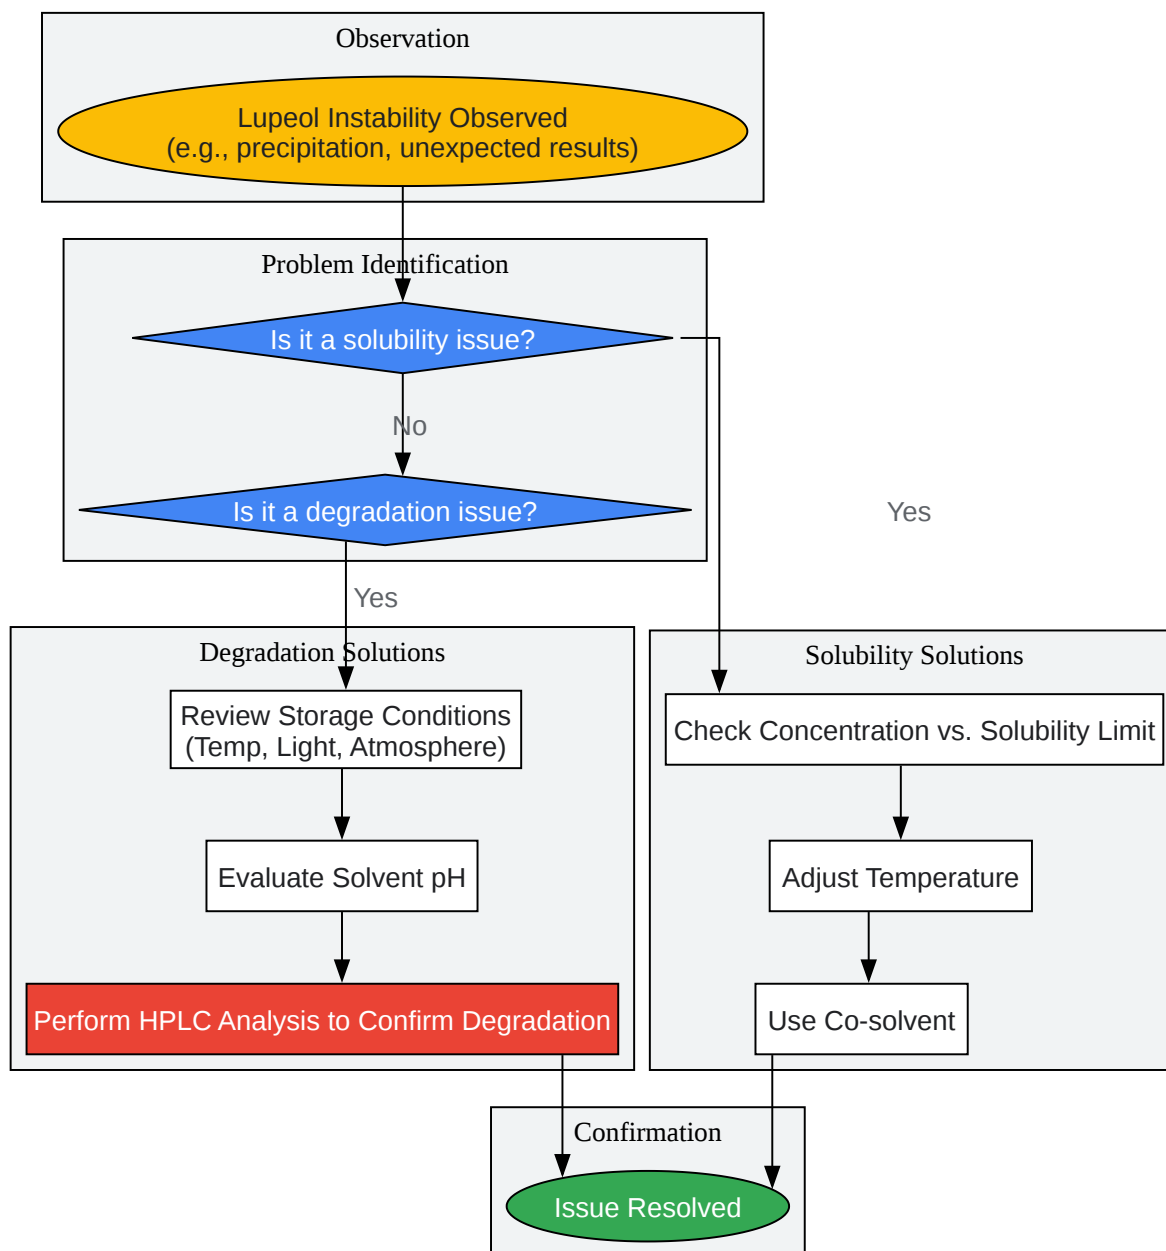 Observation
Lupeol Instability Observed
(e.g., precipitation, unexpected results)
Problem Identification
Is it a solubility issue?
No
Is it a degradation issue?
Yes
Yes
Degradation Solutions
Review Storage Conditions
(Temp, Light, Atmosphere)
Evaluate Solvent pH
Perform HPLC Analysis to Confirm Degradation
Solubility Solutions
Check Concentration vs. Solubility Limit
Adjust Temperature
Use Co-solvent
Confirmation
Issue Resolved